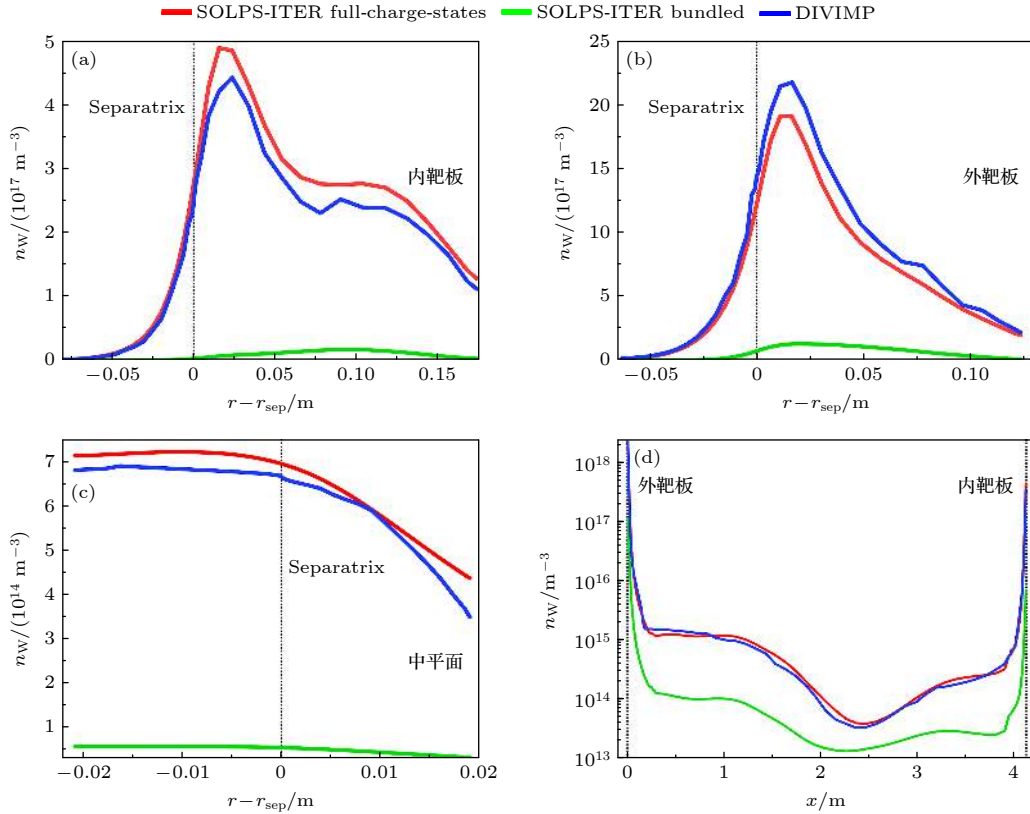 SOLPS-ITER full-charge-states SOLPS-ITER bundled DIVIMP
(a)
Separatrix
内靶板
5
4
3
2
1
0
n_W/(10^17 m^−3)
−0.05 0 0.05 0.10 0.15
r−r_sep/m
(b)
Separatrix
外靶板
25
20
15
10
5
0
n_W/(10^17 m^−3)
−0.05 0 0.05 0.10
r−r_sep/m
(c)
Separatrix
中平面
7
6
5
4
3
2
1
n_W/(10^14 m^−3)
−0.02 −0.01 0 0.01 0.02
r−r_sep/m
(d)
外靶板 内靶板
10^18
10^17
10^16
10^15
10^14
10^13
n_W/m^−3
0 1 2 3 4
x/m